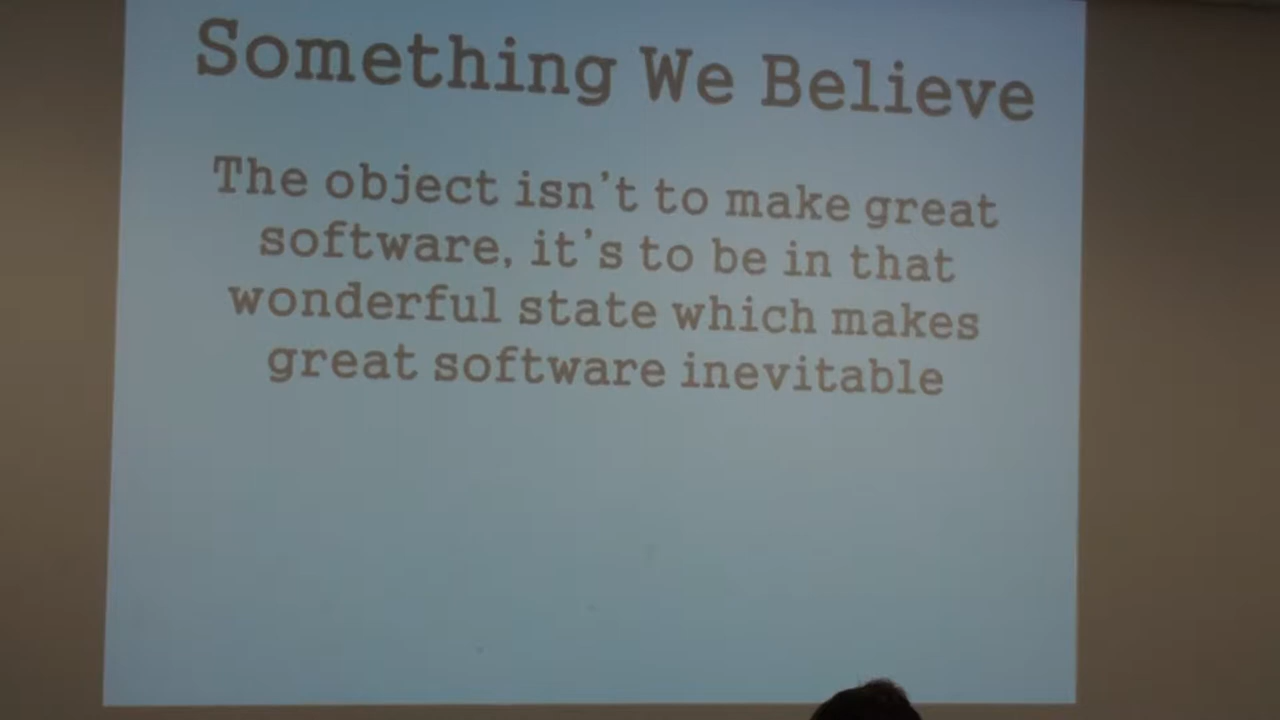 Something We Believe
The object isn't to make great
software, it's to be in that
wonderful state which makes
great software inevitable